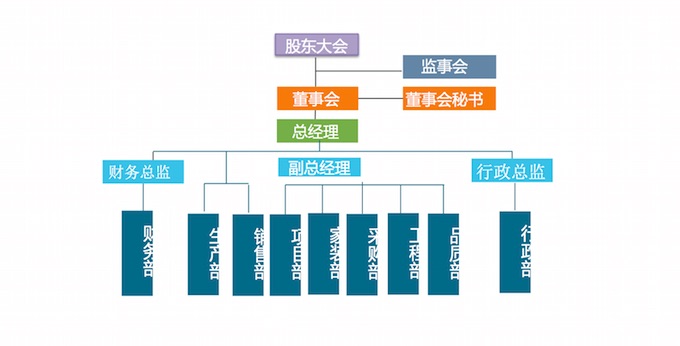 股东大会
监事会
董事会
董事会秘书
总经理
财务总监
副总经理
行政总监
财务部
生产部
销售部
项目部
家装部
采购部
工程部
品质部
行政部